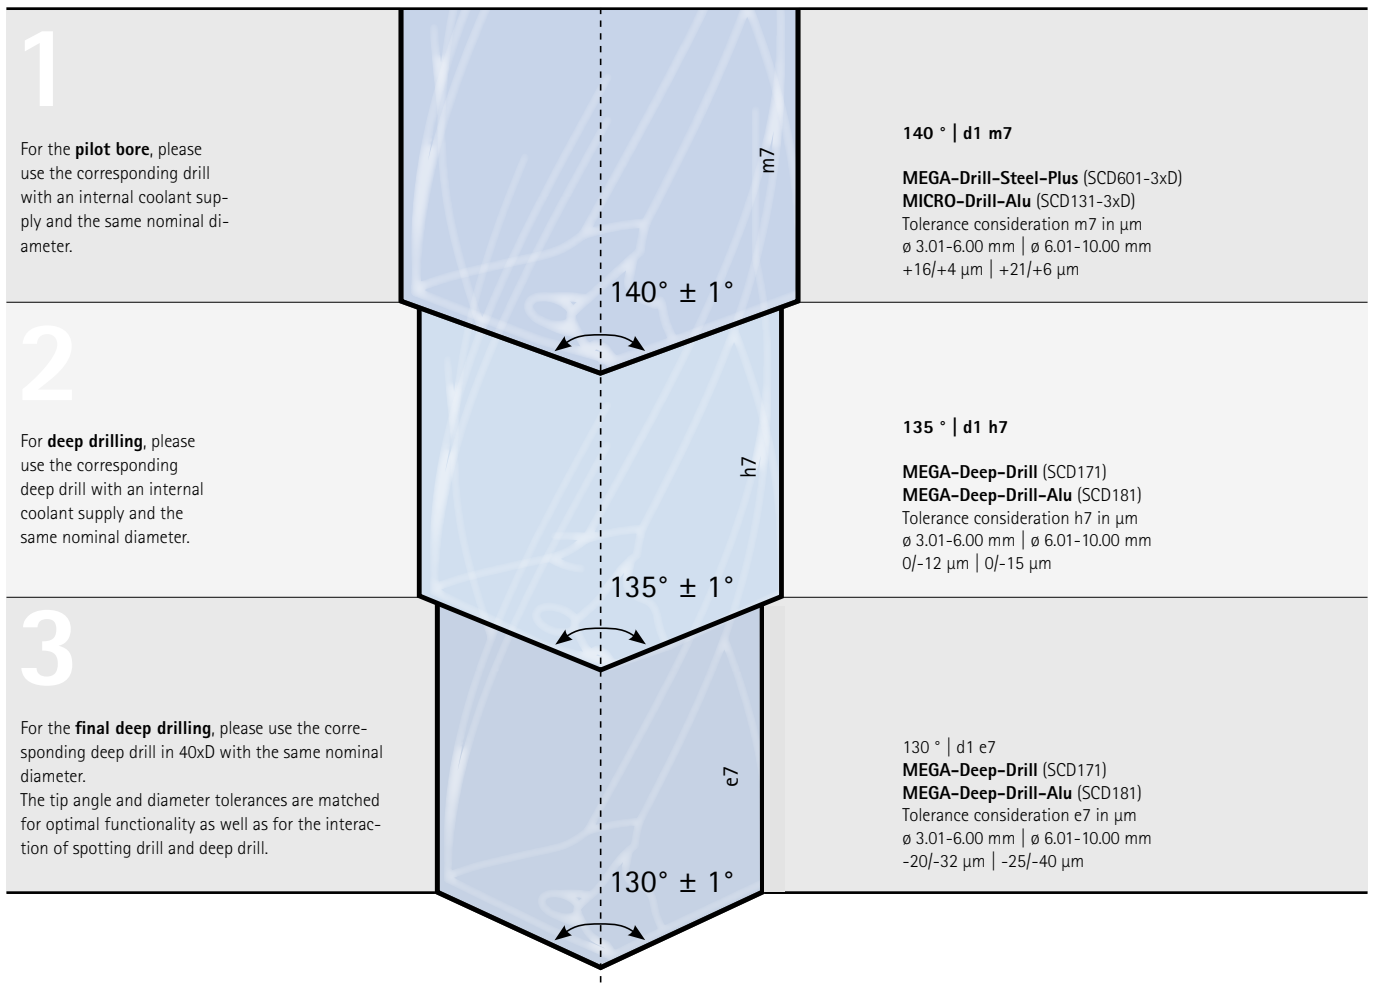 1
For the pilot bore, please
use the corresponding drill
with an internal coolant sup-
ply and the same nominal di-
ameter.
m7
140° ± 1°
140 ° | d1 m7
MEGA-Drill-Steel-Plus (SCD601-3xD)
MICRO-Drill-Alu (SCD131-3xD)
Tolerance consideration m7 in µm
ø 3.01-6.00 mm | ø 6.01-10.00 mm
+16/+4 µm | +21/+6 µm
2
For deep drilling, please
use the corresponding
deep drill with an internal
coolant supply and the
same nominal diameter.
h7
135° ± 1°
135 ° | d1 h7
MEGA-Deep-Drill (SCD171)
MEGA-Deep-Drill-Alu (SCD181)
Tolerance consideration h7 in µm
ø 3.01-6.00 mm | ø 6.01-10.00 mm
0/-12 µm | 0/-15 µm
3
For the final deep drilling, please use the corre-
sponding deep drill in 40xD with the same nominal
diameter.
The tip angle and diameter tolerances are matched
for optimal functionality as well as for the interac-
tion of spotting drill and deep drill.
e7
130° ± 1°
130 ° | d1 e7
MEGA-Deep-Drill (SCD171)
MEGA-Deep-Drill-Alu (SCD181)
Tolerance consideration e7 in µm
ø 3.01-6.00 mm | ø 6.01-10.00 mm
-20/-32 µm | -25/-40 µm